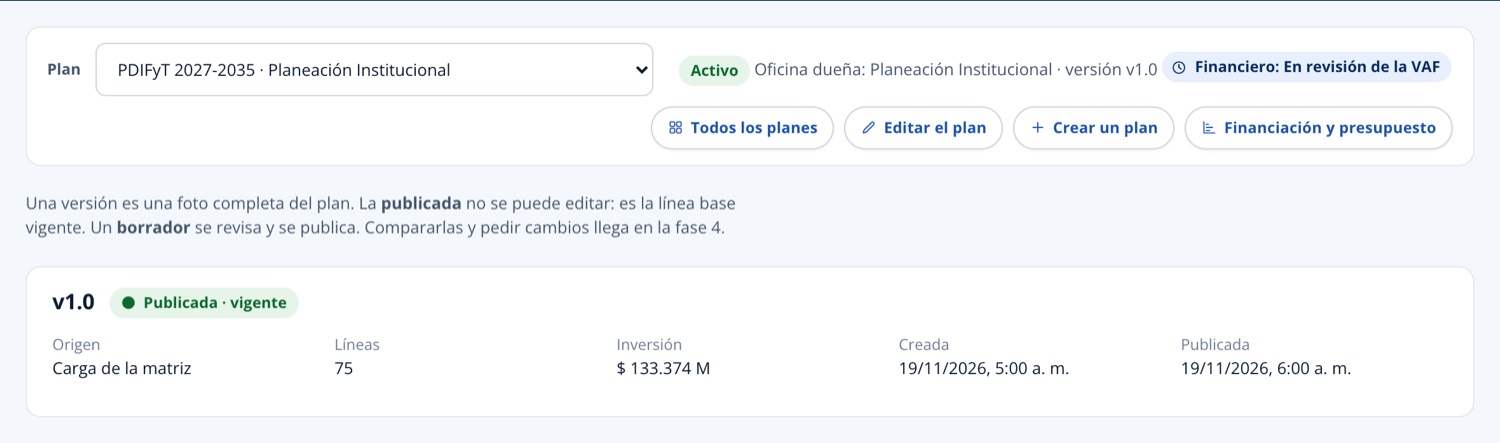 Plan
PDIFyT 2027-2035 · Planeación Institucional
Activo
Oficina dueña: Planeación Institucional · versión v1.0
Financiero: En revisión de la VAF
Todos los planes
Editar el plan
Crear un plan
Financiación y presupuesto
Una versión es una foto completa del plan. La publicada no se puede editar: es la línea base
vigente. Un borrador se revisa y se publica. Compararlas y pedir cambios llega en la fase 4.
v1.0
Publicada · vigente
Origen
Carga de la matriz
Líneas
75
Inversión
$ 133.374 M
Creada
19/11/2026, 5:00 a. m.
Publicada
19/11/2026, 6:00 a. m.